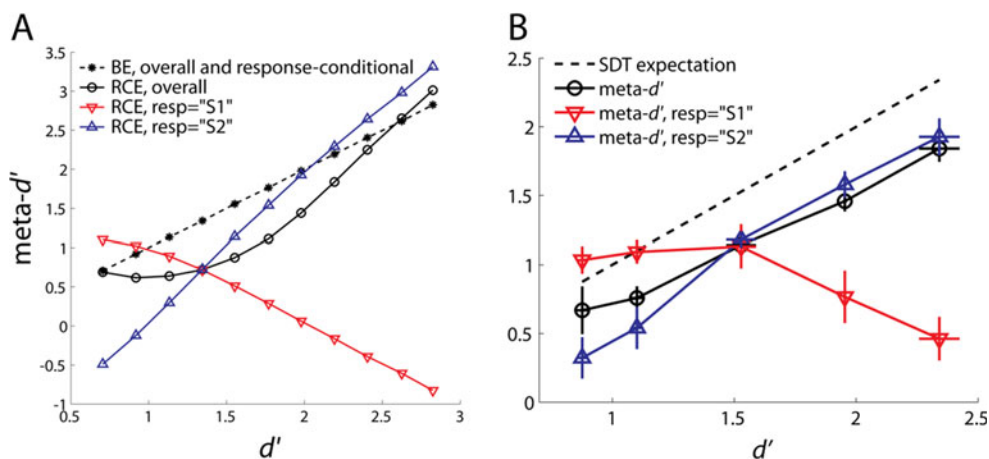 A
BE, overall and response-conditional
RCE, overall
RCE, resp="S1"
RCE, resp="S2"
meta-d'
3.5
3
2.5
2
1.5
1
0.5
0
-0.5
-1
0.5 1 1.5 2 2.5 3
d'
B
SDT expectation
meta-d'
meta-d', resp="S1"
meta-d', resp="S2"
2.5
2
1.5
1
0.5
0
1 1.5 2 2.5
d'